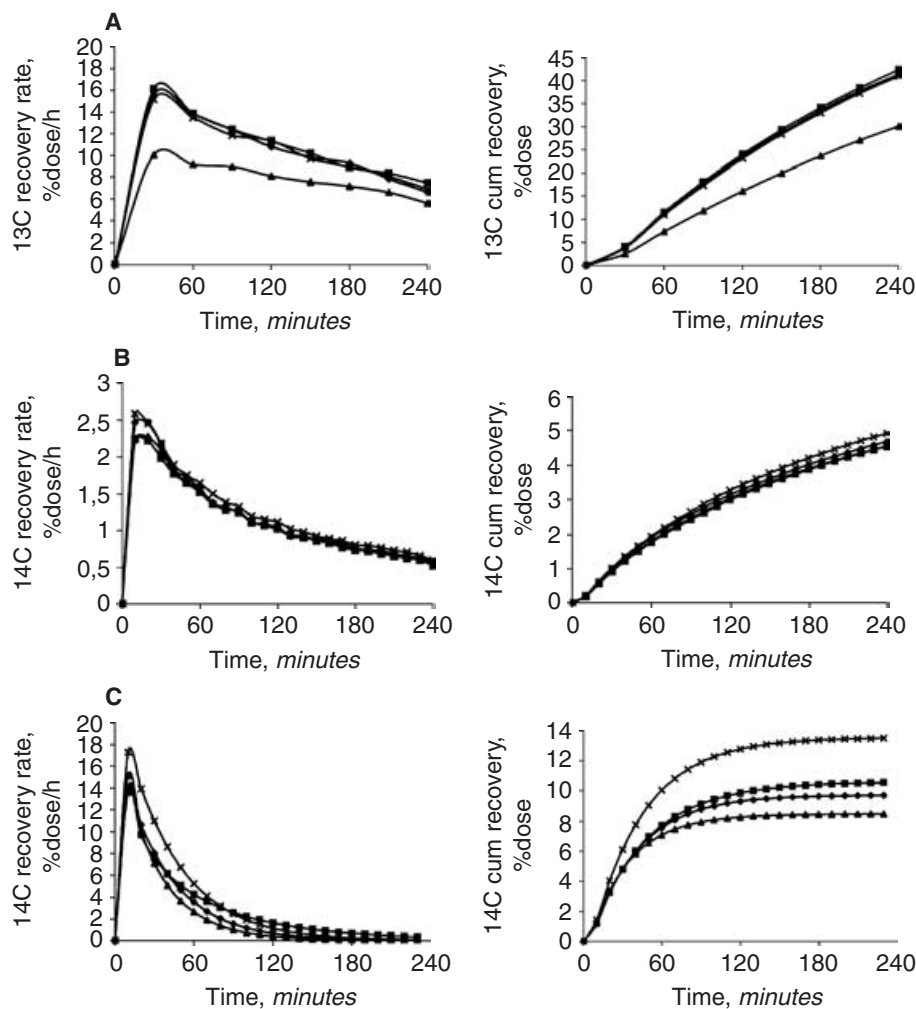 A
13C recovery rate,
%dose/h
20
18
16
14
12
10
8
6
4
2
0
0 60 120 180 240
Time, minutes
13C cum recovery,
%dose
45
40
35
30
25
20
15
10
5
0
0 60 120 180 240
Time, minutes
B
14C recovery rate,
%dose/h
3
2,5
2
1,5
1
0,5
0
0 60 120 180 240
Time, minutes
14C cum recovery,
%dose
6
5
4
3
2
1
0
0 60 120 180 240
Time, minutes
C
14C recovery rate,
%dose/h
20
18
16
14
12
10
8
6
4
2
0
0 60 120 180 240
Time, minutes
14C cum recovery,
%dose
14
12
10
8
6
4
2
0
0 60 120 180 240
Time, minutes